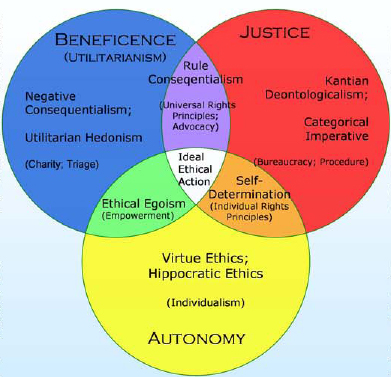 BENEFICENCE
(UTILITARIANISM)
Negative
Consequentialism;
Utilitarian Hedonism
(Charity; Triage)
JUSTICE
Kantian
Deontologicalism;
Categorical
Imperative
(Bureaucracy; Procedure)
Rule
Conseqentialism
(Universal Rights
Principles;
Advocacy)
Ideal
Ethical
Action
Ethical Egoism
(Empowerment)
Self-
Determination
(Individual Rights
Principles)
Virtue Ethics;
Hippocratic Ethics
(Individualism)
AUTONOMY